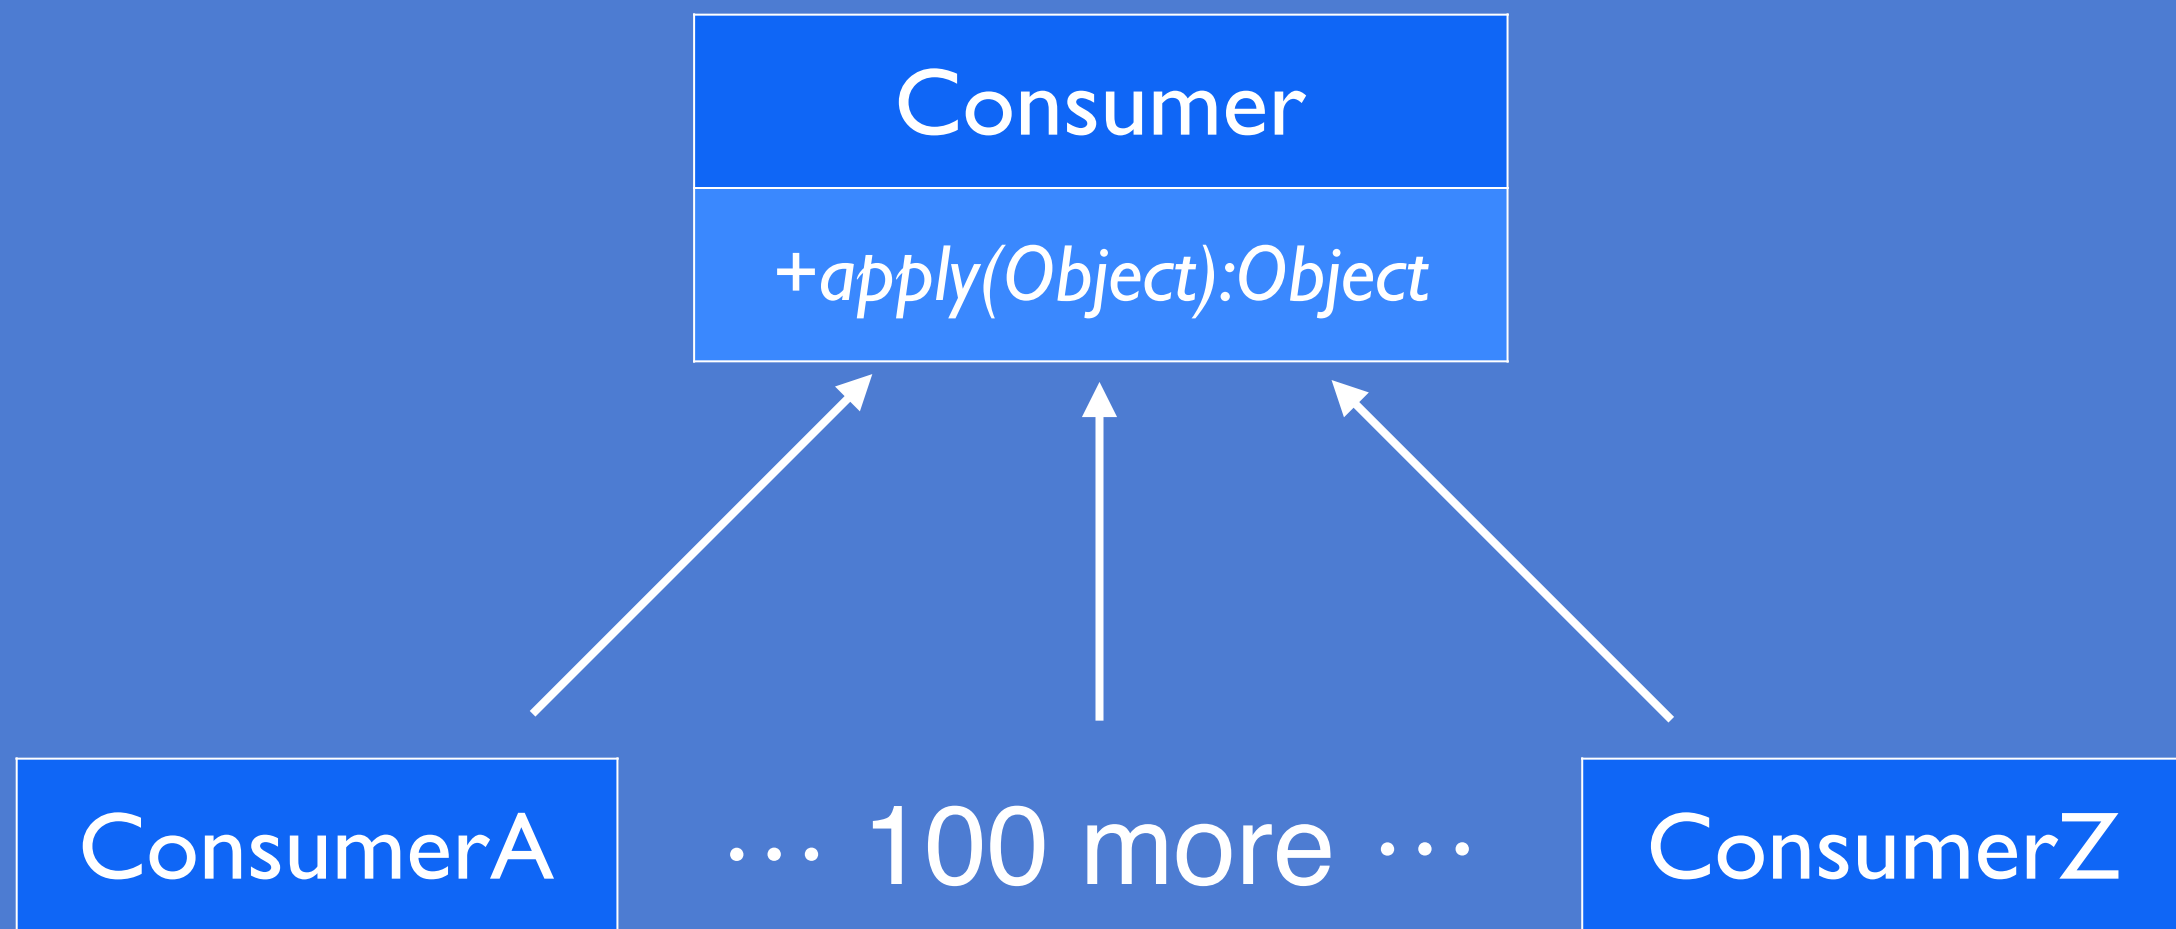 Consumer
+apply(Object):Object
ConsumerA
... 100 more ...
ConsumerZ